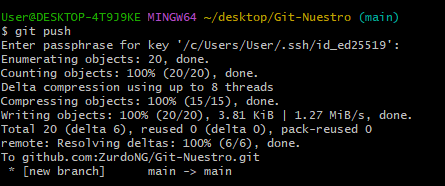 User@DESKTOP-4T9J9KE MINGW64 ~/desktop/Git-Nuestro (main)
$ git push
Enter passphrase for key '/c/Users/User/.ssh/id_ed25519':
Enumerating objects: 20, done.
Counting objects: 100% (20/20), done.
Delta compression using up to 8 threads
Compressing objects: 100% (15/15), done.
Writing objects: 100% (20/20), 3.81 KiB | 1.27 MiB/s, done.
Total 20 (delta 6), reused 0 (delta 0), pack-reused 0
remote: Resolving deltas: 100% (6/6), done.
To github.com:ZurdoNG/Git-Nuestro.git
 * [new branch]      main -> main